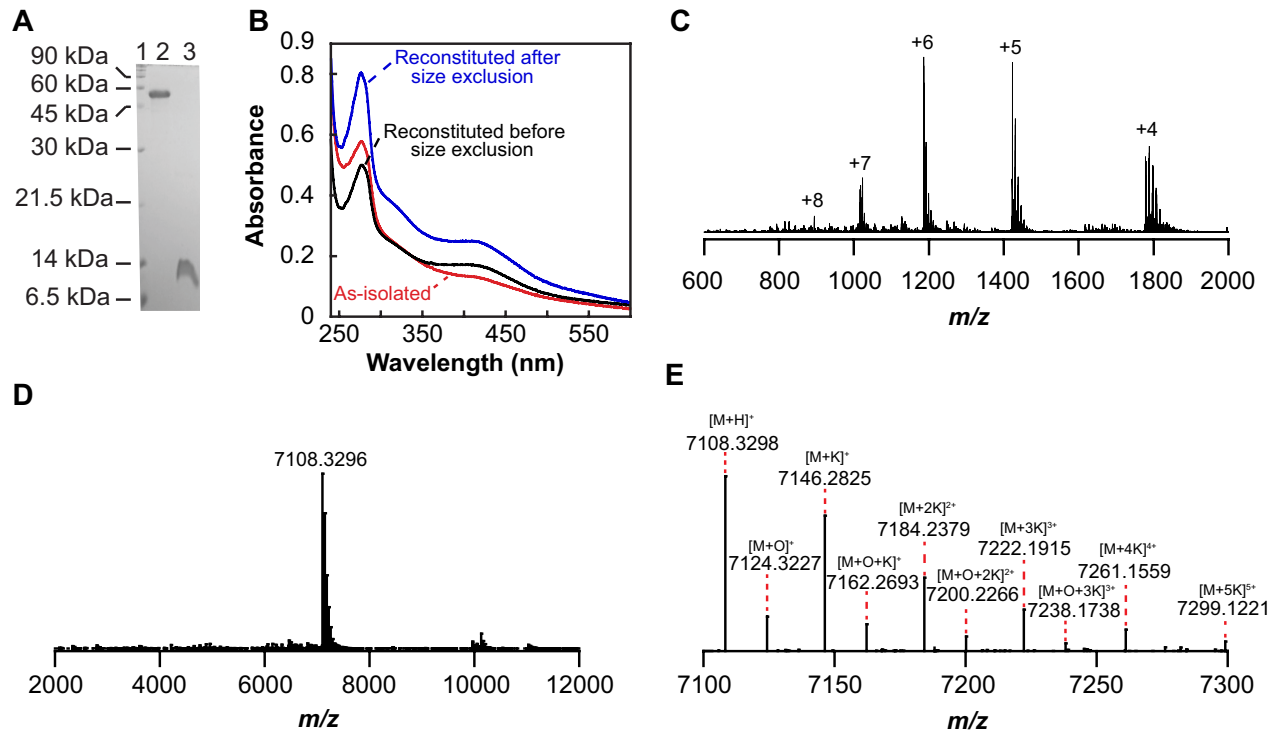 A
1 2 3
90 kDa
60 kDa
45 kDa
30 kDa
21.5 kDa
14 kDa
6.5 kDa
B
0.9
0.8
0.6
0.4
0.2
0
Absorbance
Reconstituted after
size exclusion
Reconstituted before
size exclusion
As-isolated
250 350 450 550
Wavelength (nm)
C
+8
+7
+6
+5
+4
600 800 1000 1200 1400 1600 1800 2000
m/z
D
7108.3296
2000 4000 6000 8000 10000 12000
m/z
E
[M+H]⁺
7108.3298
[M+O]⁺
7124.3227
[M+K]⁺
7146.2825
[M+O+K]⁺
7162.2693
[M+2K]²⁺
7184.2379
[M+O+2K]²⁺
7200.2266
[M+3K]³⁺
7222.1915
[M+O+3K]³⁺
7238.1738
[M+4K]⁴⁺
7261.1559
[M+5K]⁵⁺
7299.1221
7100 7150 7200 7250 7300
m/z